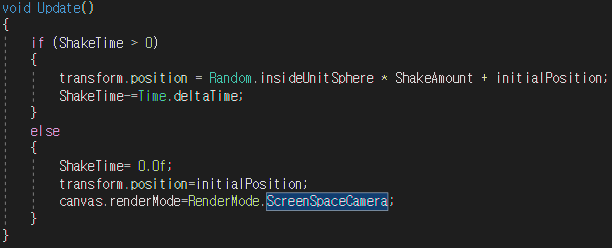 void Update()
{
if (ShakeTime > 0)
{
transform.position = Random.insideUnitSphere * ShakeAmount + initialPosition;
ShakeTime-=Time.deltaTime;
}
else
{
ShakeTime= 0.0f;
transform.position=initialPosition;
canvas.renderMode=RenderMode.ScreenSpaceCamera;
}
}